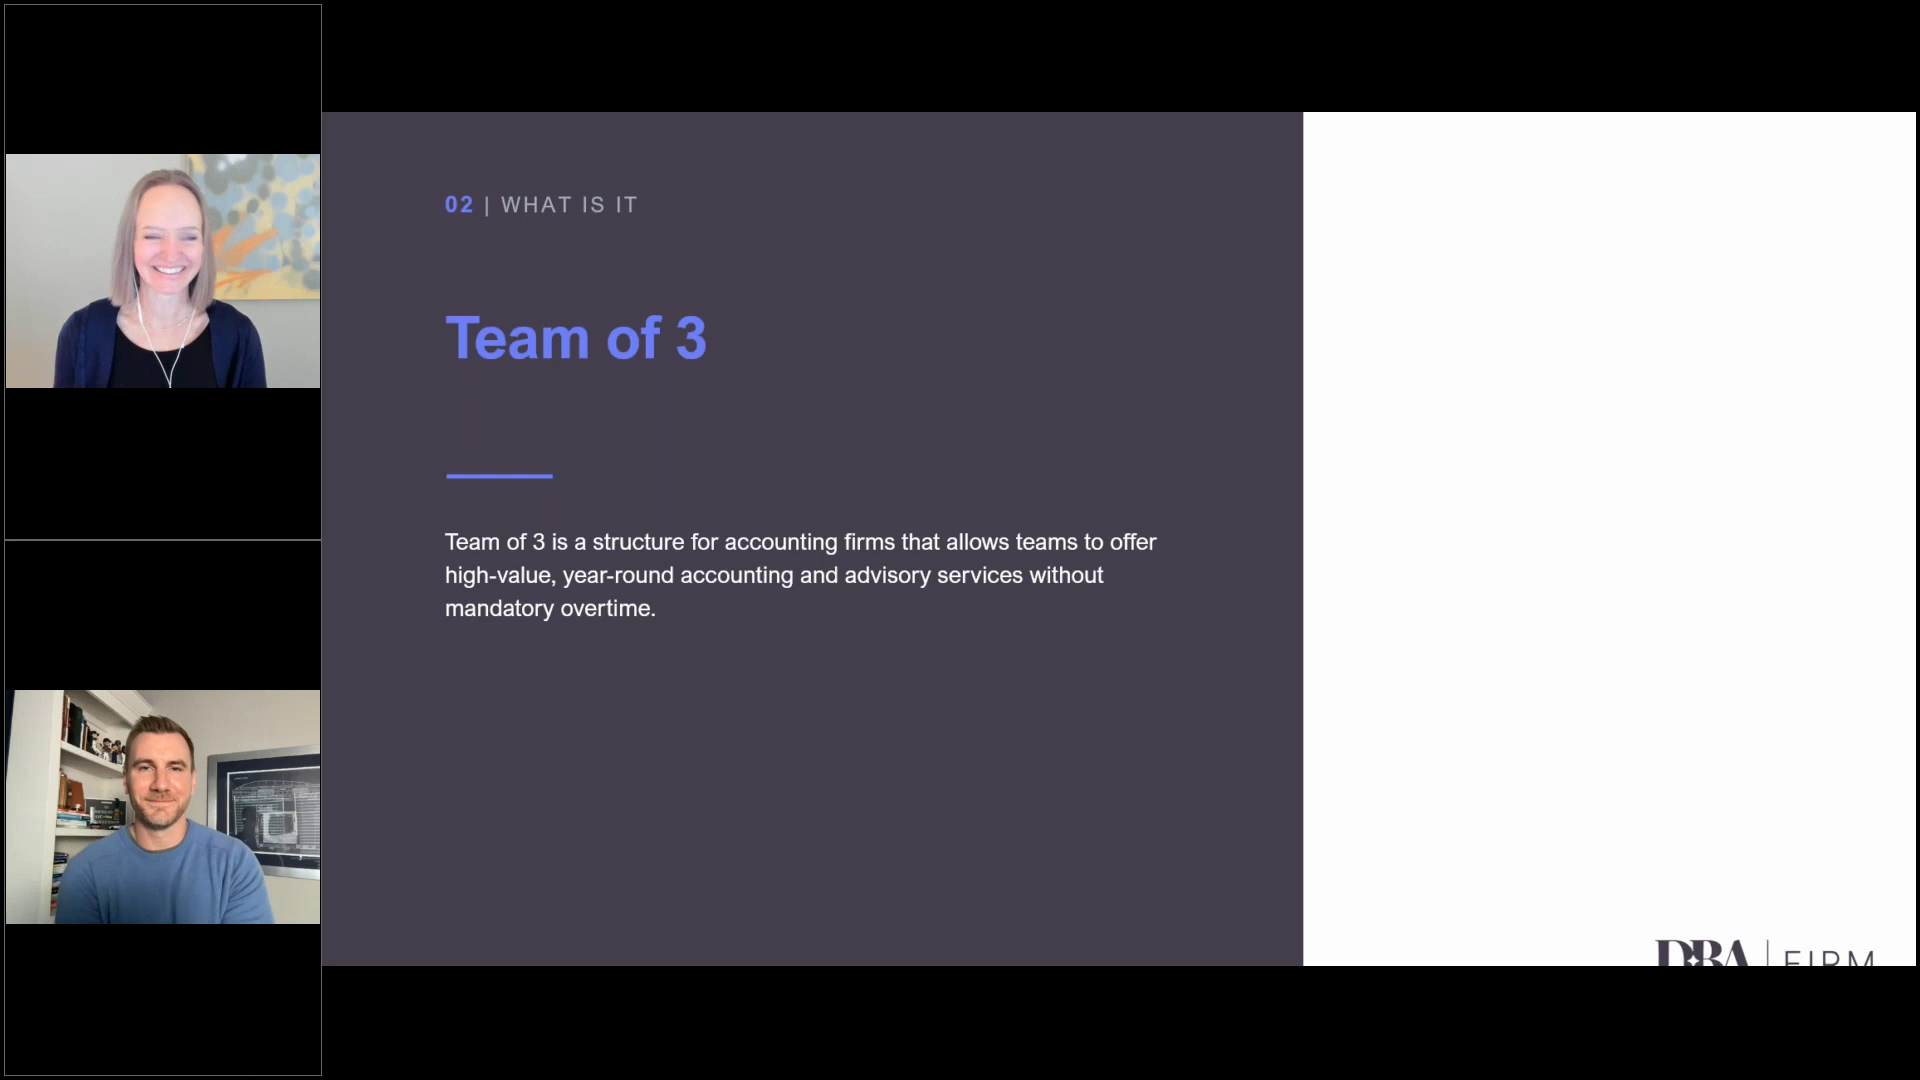 02 | WHAT IS IT
Team of 3
Team of 3 is a structure for accounting firms that allows teams to offer
high-value, year-round accounting and advisory services without
mandatory overtime.
DBA | FIRM